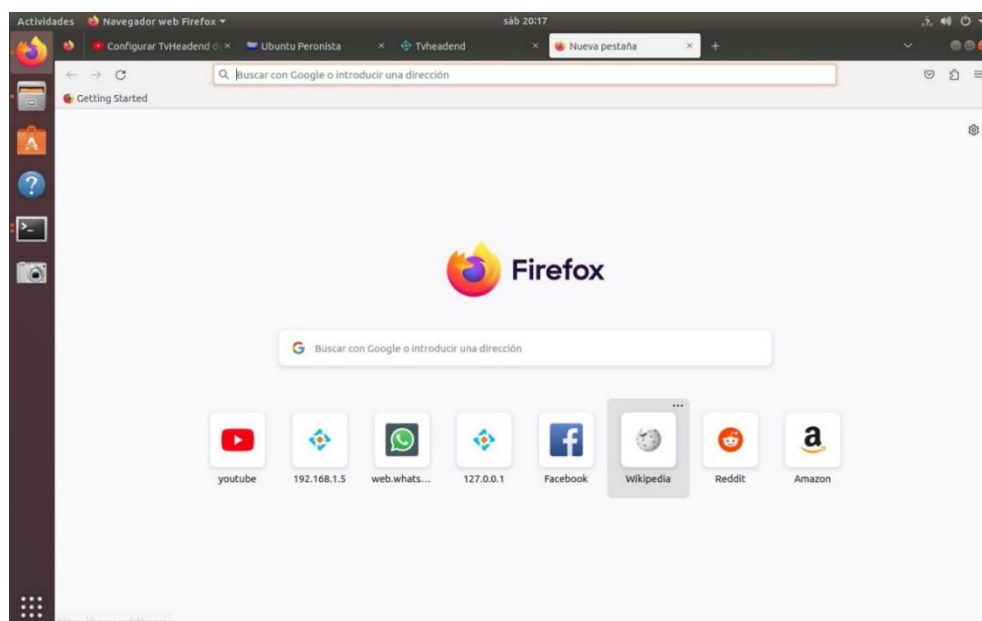 Actividades Navegador web Firefox sáb 20:17
Configurar TvHeadend d Ubuntu Peronista Tvheadend Nueva pestaña
Buscar con Google o introducir una dirección
Getting Started
Firefox
Buscar con Google o introducir una dirección
youtube 192.168.1.5 web.whats... 127.0.0.1 Facebook Wikipedia Reddit Amazon